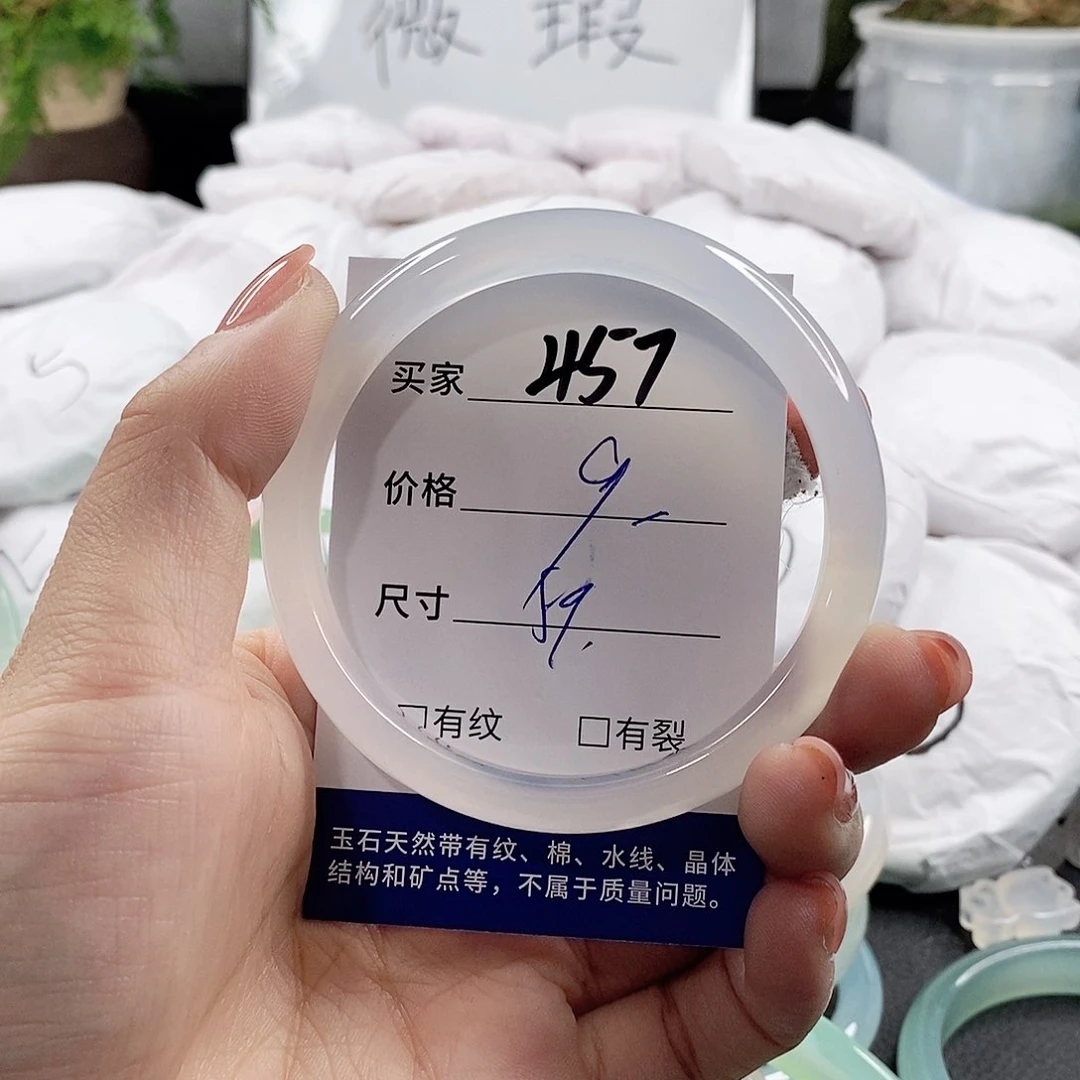 微 瑕
买家 457
价格 9
尺寸 59.
□有纹 □有裂
玉石天然带有纹、棉、水线、晶体
结构和矿点等，不属于质量问题。